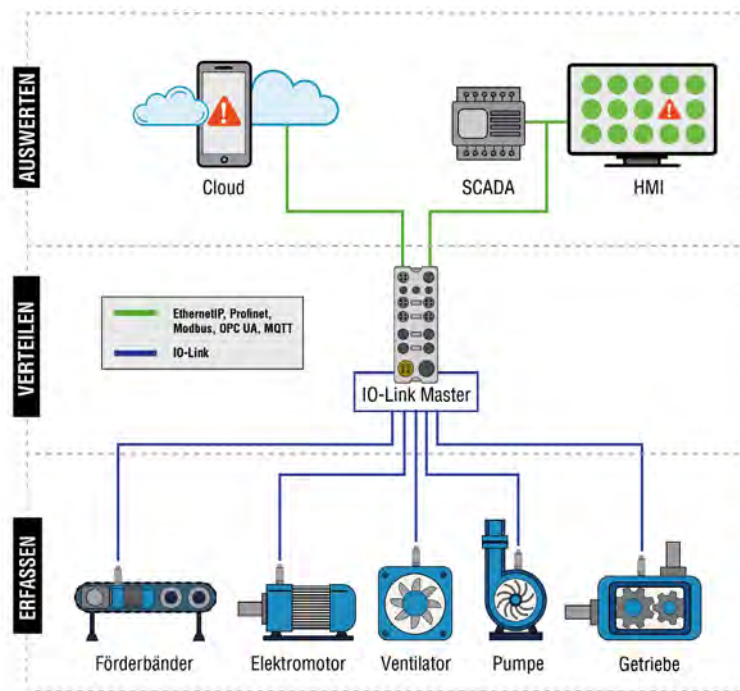 AUSWERTEN
Cloud
SCADA
HMI
VERTEILEN
EthernetIP, Profinet,
Modbus, OPC UA, MQTT
IO-Link
IO-Link Master
ERFASSEN
Förderbänder
Elektromotor
Ventilator
Pumpe
Getriebe